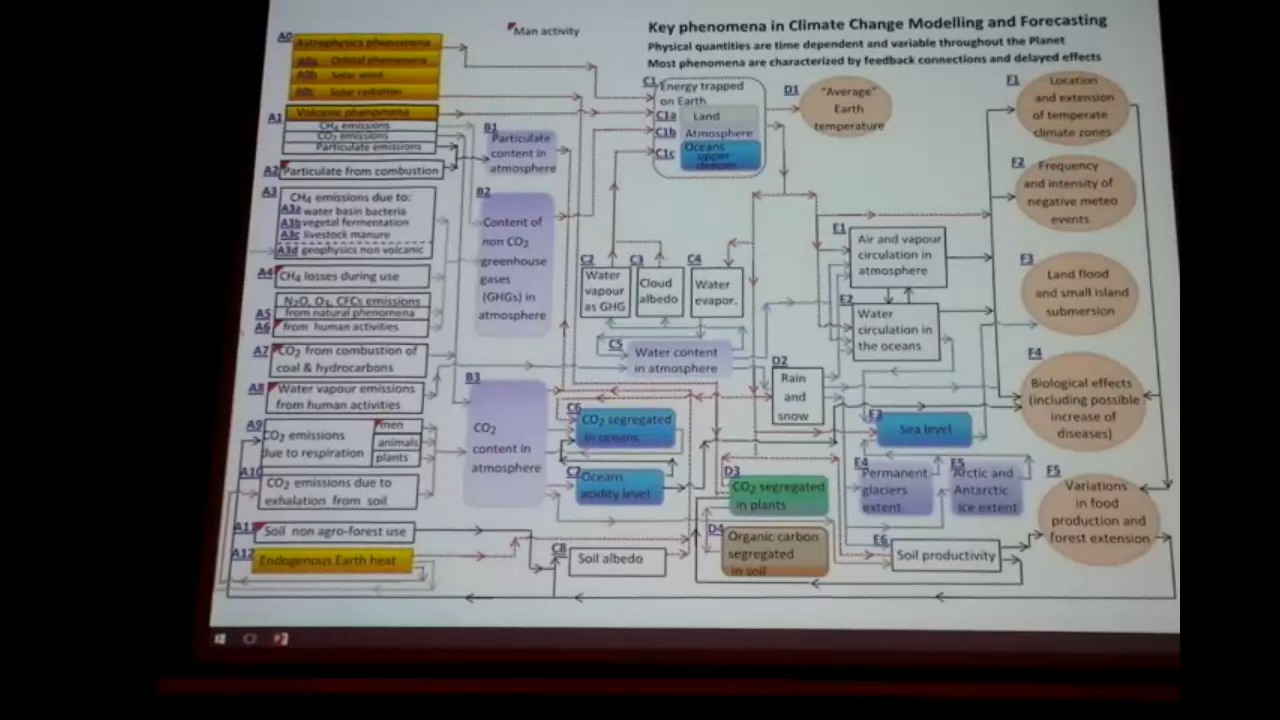 Man activity
Key phenomena in Climate Change Modelling and Forecasting
Physical quantities are time dependent and variable throughout the Planet
Most phenomena are characterized by feedback connections and delayed effects
A0
Astrophysics phenomena
A0a Orbital phenomena
A0b Solar wind
A0c Solar radiation
A1
Volcanic phenomena
CH4 emissions
CO2 emissions
Particulate emissions
A2 Particulate from combustion
A3
CH4 emissions due to:
A3a water basin bacteria
A3b vegetal fermentation
A3c livestock manure
A3d geophysics non volcanic
A4 CH4 losses during use
N2O, O3, CFCs emissions
A5 from natural phenomena
A6 from human activities
A7 CO2 from combustion of
coal & hydrocarbons
A8 Water vapour emissions
from human activities
A9
CO2 emissions
due to respiration
men
animals
plants
A10
CO2 emissions due to
exhalation from soil
A11 Soil non agro-forest use
A12 Endogenous Earth heat
B1
Particulate
content in
atmosphere
B2
Content of
non CO2
greenhouse
gases
(GHGs) in
atmosphere
B3
CO2
content in
atmosphere
C1
Energy trapped
on Earth
C1a Land
C1b Atmosphere
C1c Oceans
upper
deeper
C2
Water
vapour
as GHG
C3
Cloud
albedo
C4
Water
evapor.
C5
Water content
in atmosphere
C6
CO2 segregated
in oceans
C7
Oceans
acidity level
C8
Soil albedo
D1
"Average"
Earth
temperature
D2
Rain
and
snow
D3
CO2 segregated
in plants
D4
Organic carbon
segregated
in soil
E1
Air and vapour
circulation in
atmosphere
E2
Water
circulation in
the oceans
E3
Sea level
E4
Permanent
glaciers
extent
E5
Arctic and
Antarctic
ice extent
E6
Soil productivity
F1
Location
and extension
of temperate
climate zones
F2
Frequency
and intensity of
negative meteo
events
F3
Land flood
and small island
submersion
F4
Biological effects
(including possible
increase of
diseases)
F5
Variations
in food
production and
forest extension